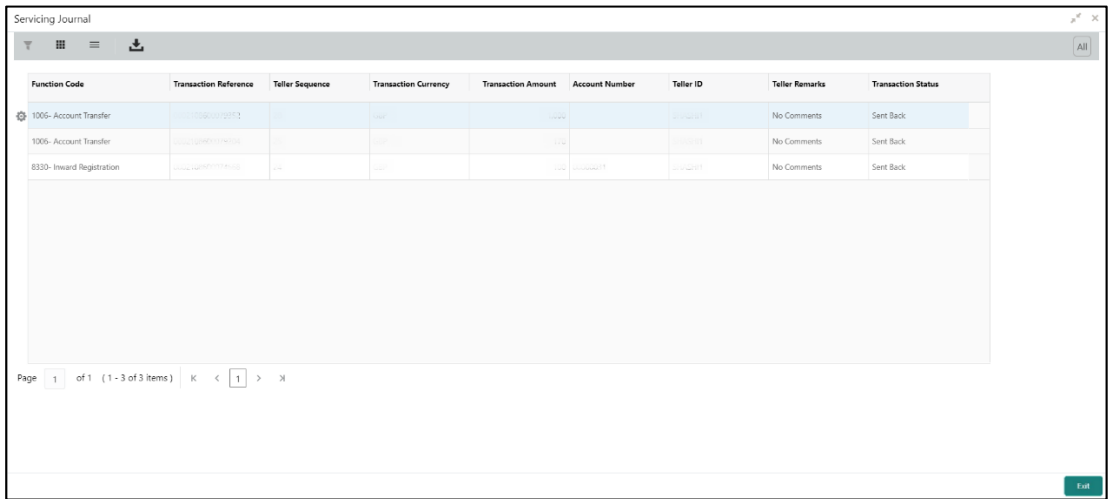 Servicing Journal
All
Function Code Transaction Reference Teller Sequence Transaction Currency Transaction Amount Account Number Teller ID Teller Remarks Transaction Status
1006- Account Transfer No Comments Sent Back
1006- Account Transfer No Comments Sent Back
8330- Inward Registration No Comments Sent Back
Page 1 of 1 (1 - 3 of 3 items) 1
Exit